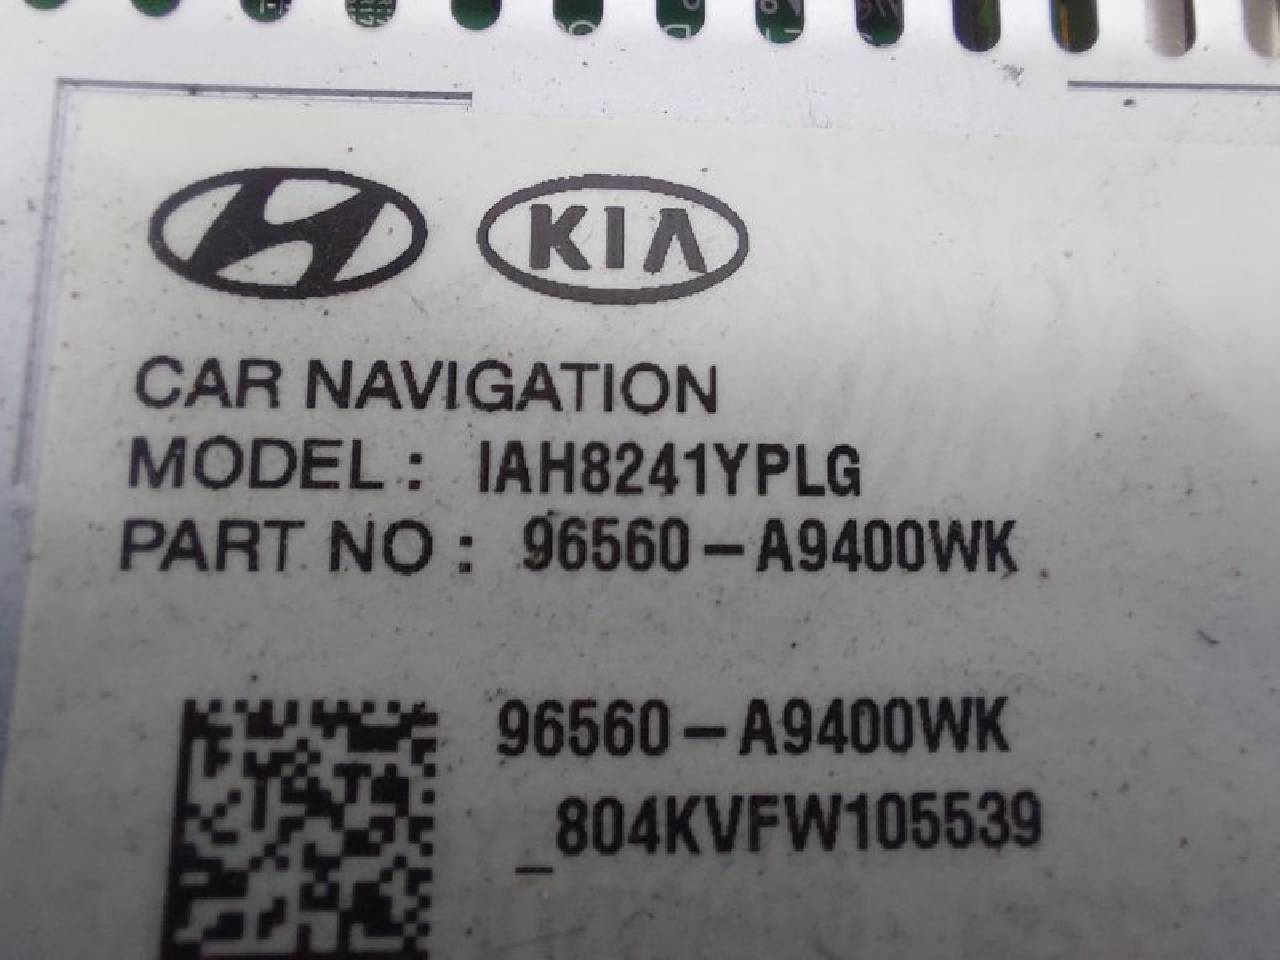 KIA
CAR NAVIGATION
MODEL : IAH8241YPLG
PART NO : 96560-A9400WK
96560-A9400WK
_804KVFW105539